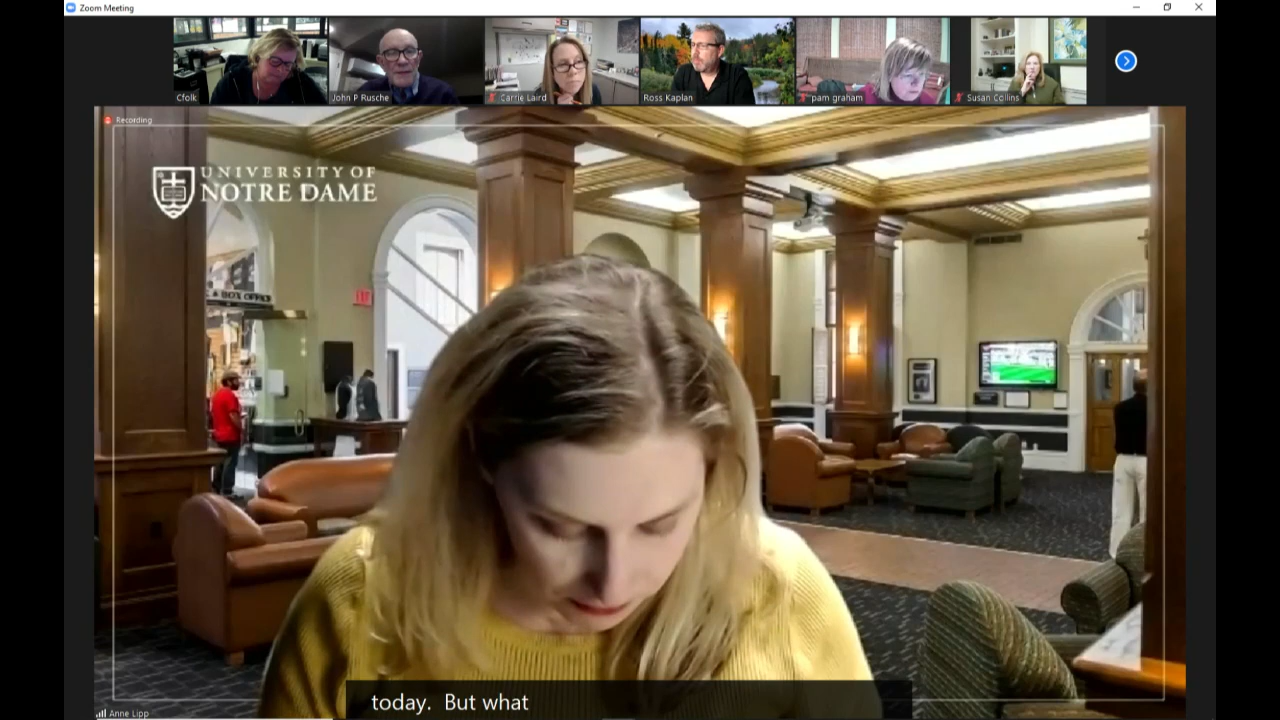 Zoom Meeting
Cfolk
John P Rusche
Carrie Laird
Ross Kaplan
pam graham
Susan Collins
Recording
UNIVERSITY OF
NOTRE DAME
& BOX OFFICE
today. But what
Anne Lipp